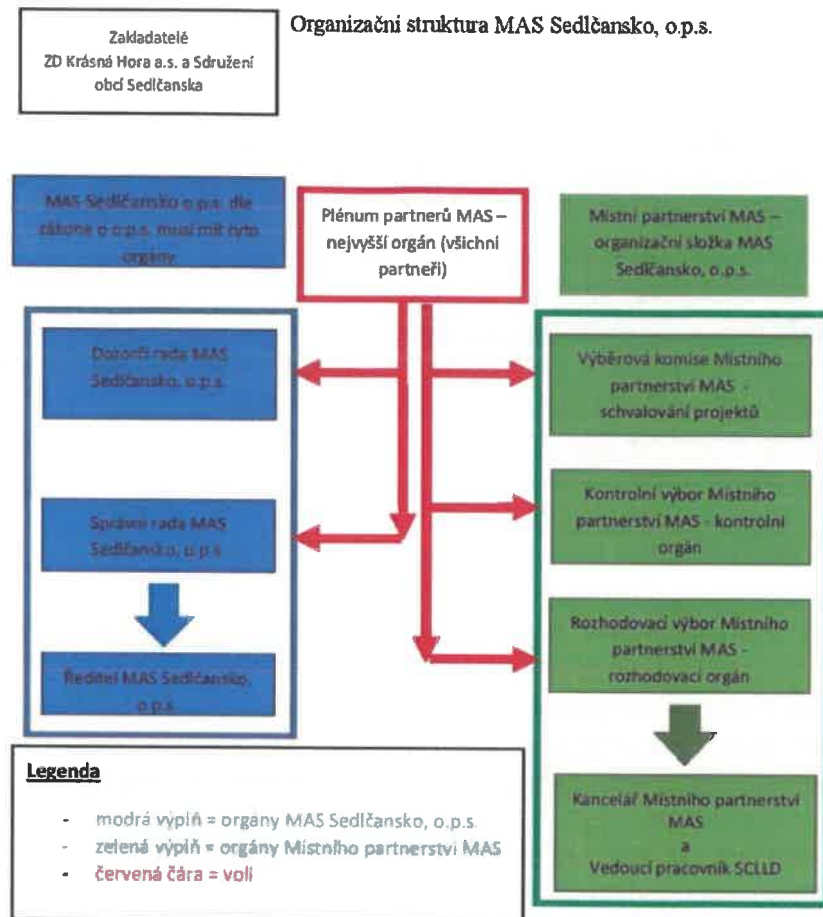 Organizační struktura MAS Sedlčansko, o.p.s.
Zakladatelé
ZD Krásná Hora a.s. a Sdružení
obcí Sedlčanska
MAS Sedlčansko o.p.s. dle
zákona o o.p.s. musí mít tyto
orgány
Plénum partnerů MAS –
nejvyšší orgán (všichni
partneři)
Místní partnerství MAS –
organizační složka MAS
Sedlčansko, o.p.s.
Dozorčí rada MAS
Sedlčansko, o.p.s.
Správní rada MAS
Sedlčansko, o.p.s
Ředitel MAS Sedlčansko,
o.p.s
Výběrová komise Místního
partnerství MAS -
schvalování projektů
Kontrolní výbor Místního
partnerství MAS - kontrolní
orgán
Rozhodovací výbor Místního
partnerství MAS -
rozhodovací orgán
Kancelář Místního partnerství
MAS
a
Vedoucí pracovník SCLLD
Legenda
- modrá výplň = orgány MAS Sedlčansko, o.p.s.
- zelená výplň = orgány Místního partnerství MAS
- červená čára = volí